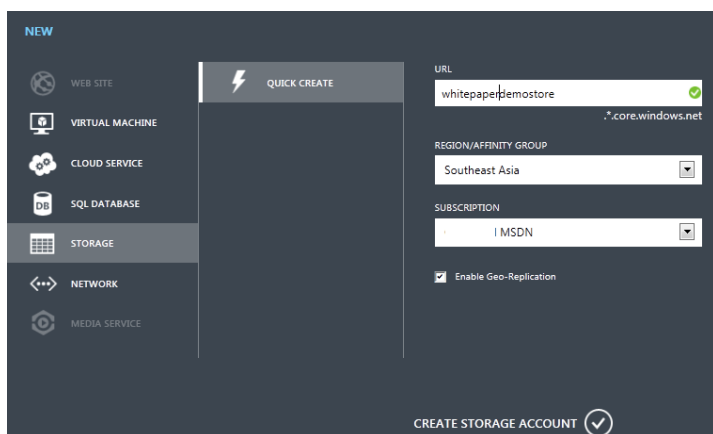 NEW
WEB SITE
VIRTUAL MACHINE
CLOUD SERVICE
DB
SQL DATABASE
STORAGE
NETWORK
MEDIA SERVICE
QUICK CREATE
URL
whitepaperdemostore
.*.core.windows.net
REGION/AFFINITY GROUP
Southeast Asia
SUBSCRIPTION
MSDN
Enable Geo-Replication
CREATE STORAGE ACCOUNT